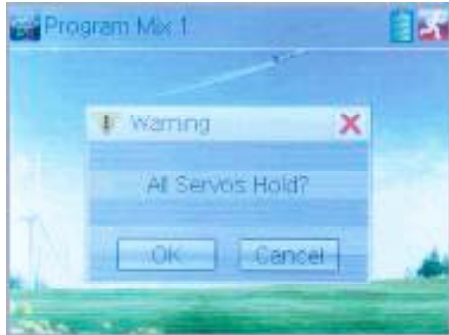 Program Mix 1
Warning
All Servos Hold?
OK
Cancel